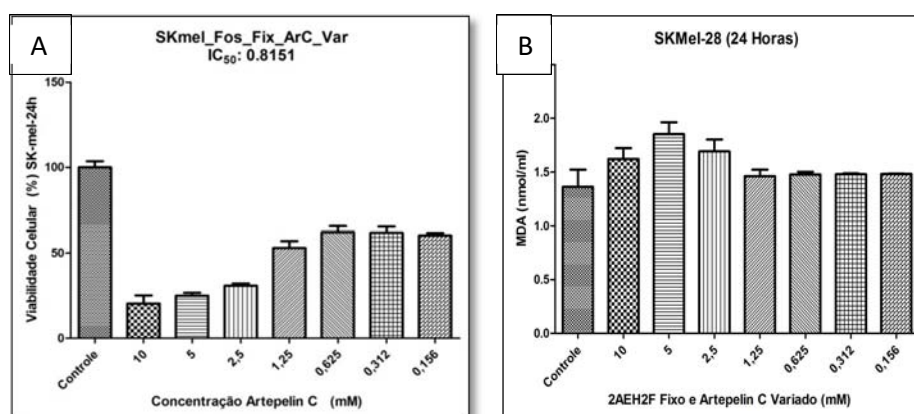 A
SKmel_Fos_Fix_ArC_Var
IC50: 0.8151
Viabilidade Celular (%) SK-mel-24h
150
100
50
0
Controle
10
5
2,5
1,25
0,625
0,312
0,156
Concentração Artepelin C (mM)
B
SKMel-28 (24 Horas)
MDA (nmol/ml)
2.0
1.5
1.0
0.5
0.0
Controle
10
5
2,5
1,25
0,625
0,312
0,156
2AEH2F Fixo e Artepelin C Variado (mM)